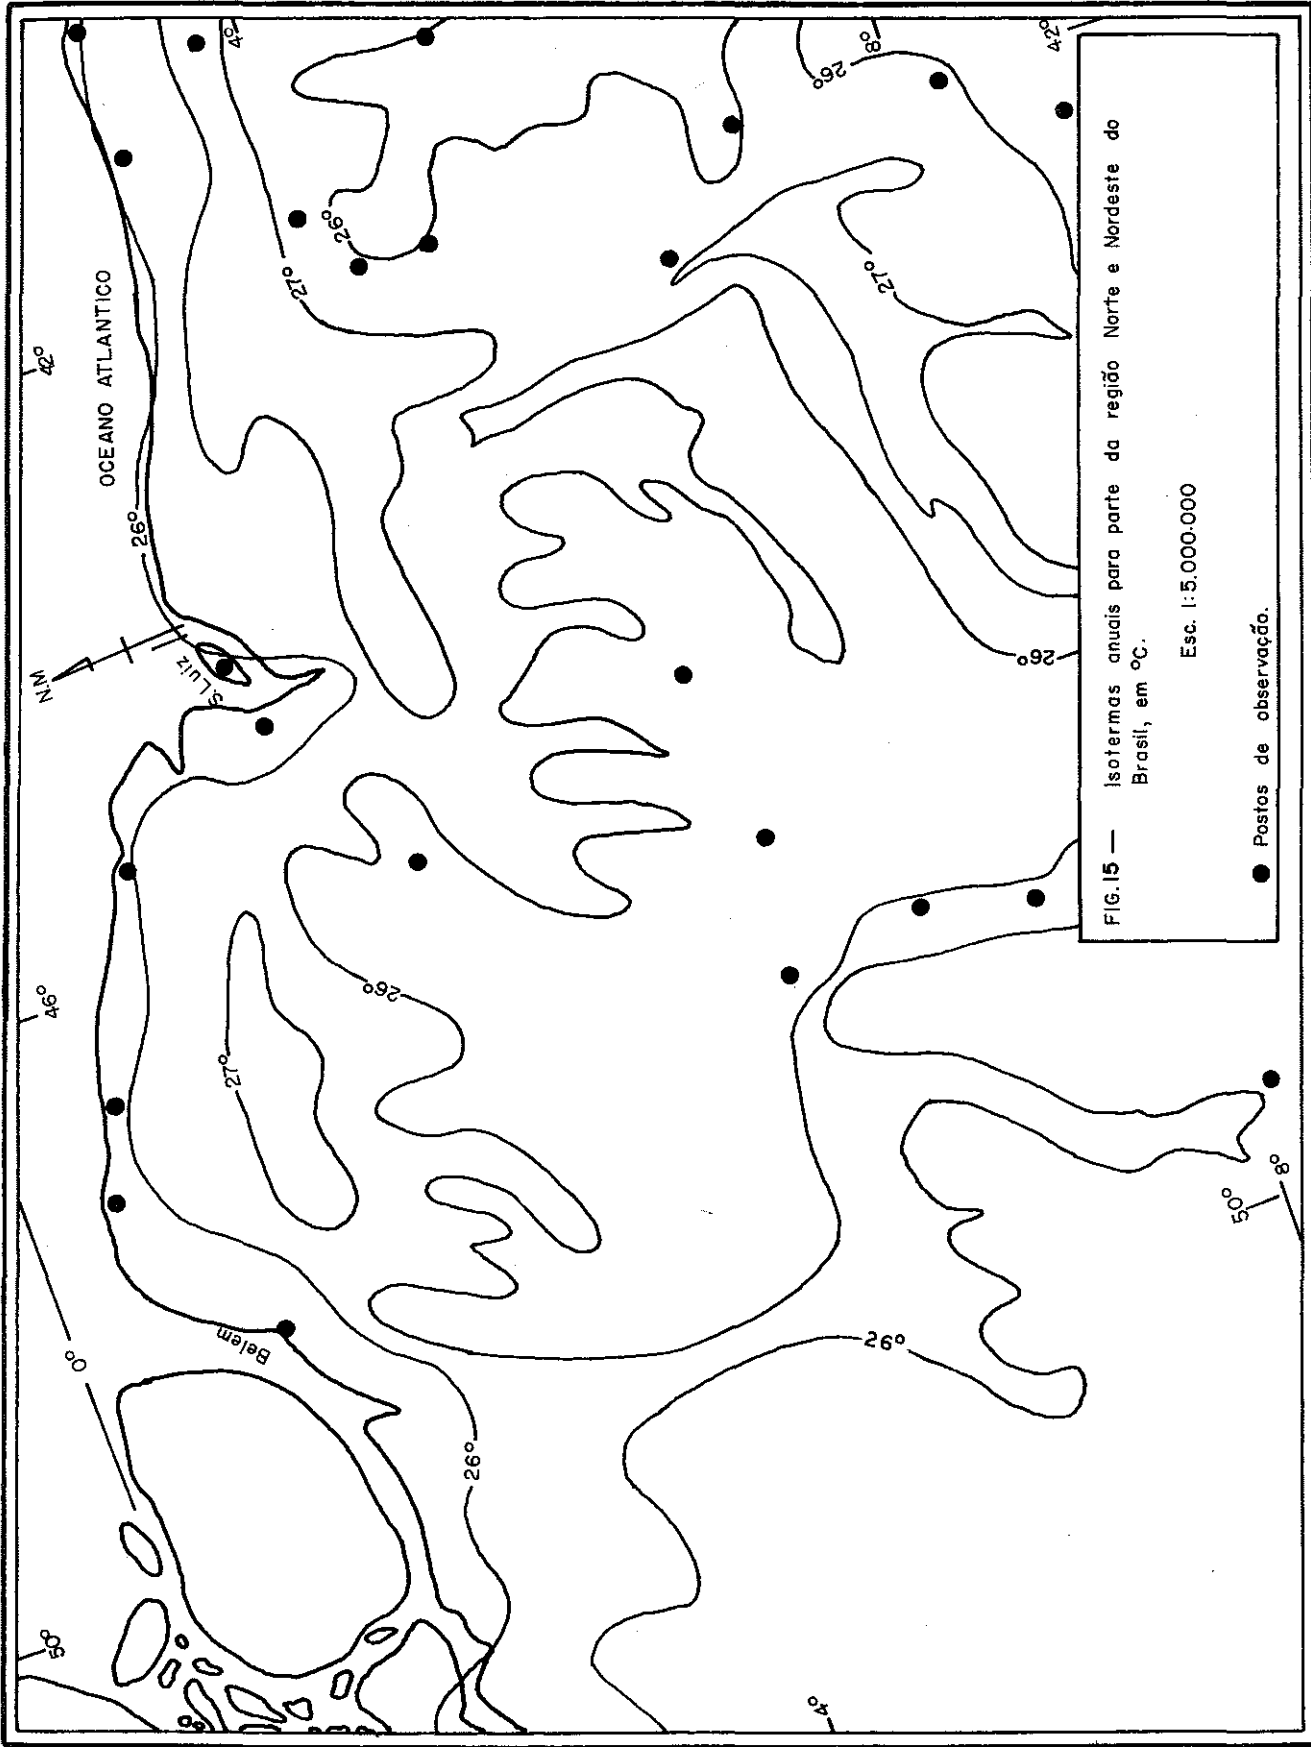 50°
46°
42°
0°
N.M
OCEANO ATLANTICO
26°
4°
Belem
S.Luiz
27°
26°
27°
26°
26°
26°
26°
26°
27°
26°
4°
8°
50°
8°
42°
FIG.15 — Isotermas anuais para parte da região Norte e Nordeste do
Brasil, em °C.
Esc. 1:5.000.000
Postos de observação.